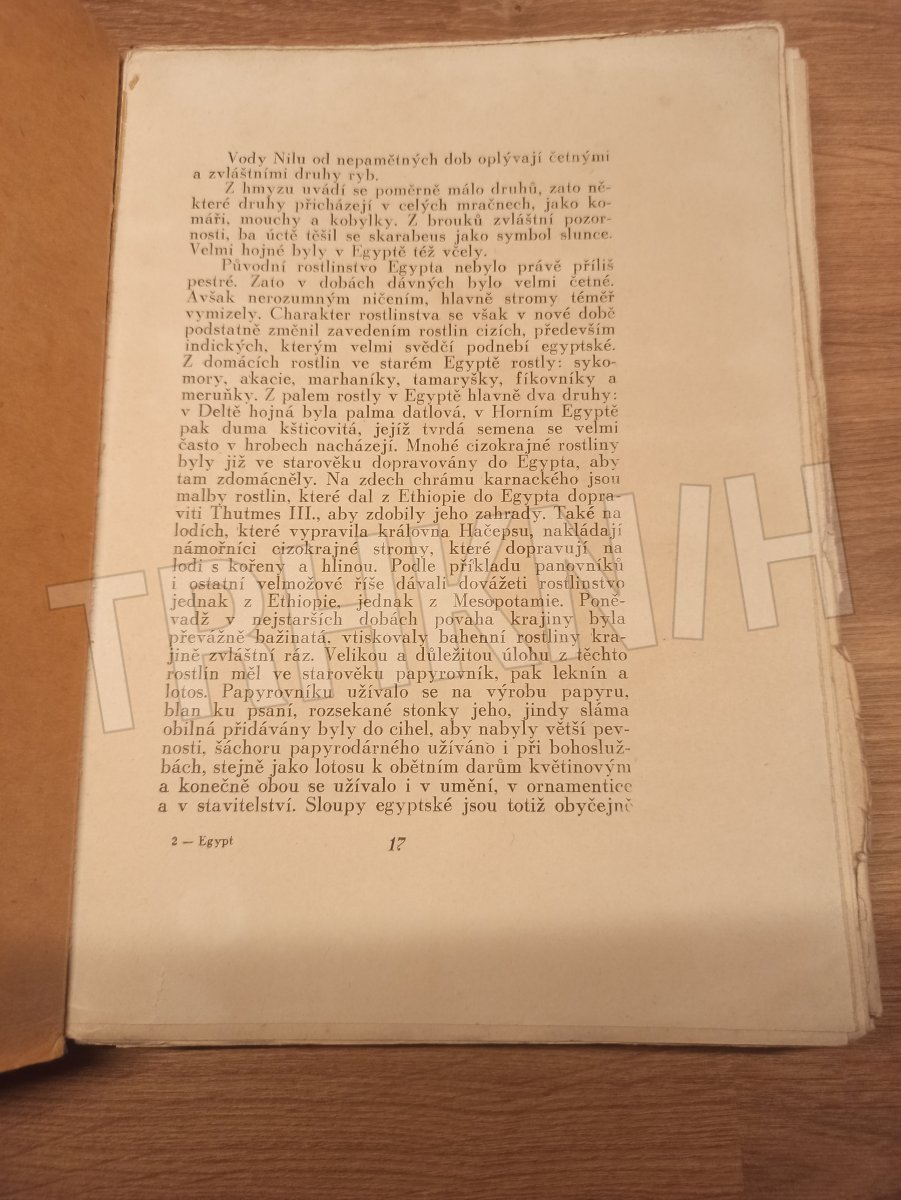 Vody Nilu od nepamětných dob oplývají četnými
a zvláštními druhy ryb.
Z hmyzu uvádí se poměrně málo druhů, zato ně-
které druhy přicházejí v celých mračnech, jako ko-
máři, mouchy a kobylky. Z brouků zvláštní pozor-
nosti, ba úctě těšil se skarabeus jako symbol slunce.
Velmi hojné byly v Egyptě též včely.
Původní rostlinstvo Egypta nebylo právě příliš
pestré. Zato v dobách dávných bylo velmi četné.
Avšak nerozumným ničením, hlavně stromy téměř
vymizely. Charakter rostlinstva se však v nové době
podstatně změnil zavedením rostlin cizích, především
indických, kterým velmi svědčí podnebí egyptské.
Z domácích rostlin ve starém Egyptě rostly: syko-
mory, akacie, marhaníky, tamaryšky, fíkovníky a
meruňky. Z palem rostly v Egyptě hlavně dva druhy:
v Deltě hojná byla palma datlová, v Horním Egyptě
pak duma kšticovitá, jejíž tvrdá semena se velmi
často v hrobech nacházejí. Mnohé cizokrajné rostliny
byly již ve starověku dopravovány do Egypta, aby
tam zdomácněly. Na zdech chrámu karnackého jsou
malby rostlin, které dal z Ethiopie do Egypta dopra-
viti Thutmes III., aby zdobily jeho zahrady. Také na
lodích, které vypravila královna Hačepsu, nakládají
námořníci cizokrajné stromy, které dopravují na
lodi s kořeny a hlinou. Podle příkladu panovníků
i ostatní velmožové říše dávali dovážeti rostlinstvo
jednak z Ethiopie, jednak z Mesopotamie. Poně-
vadž v nejstarších dobách povaha krajiny byla
převážně bažinatá, vtiskovaly bahenní rostliny kra-
jině zvláštní ráz. Velikou a důležitou úlohu z těchto
rostlin měl ve starověku papyrovník, pak leknín a
lotos. Papyrovníku užívalo se na výrobu papyru,
blan ku psaní, rozsekané stonky jeho, jindy sláma
obilná přidávány byly do cihel, aby nabyly větší pev-
nosti, šáchoru papyrodárného užíváno i při bohosluž-
bách, stejně jako lotosu k obětním darům květinovým
a konečně obou se užívalo i v umění, v ornamentice
a v stavitelství. Sloupy egyptské jsou totiž obyčejně
2 — Egypt
17
TRHKNIH